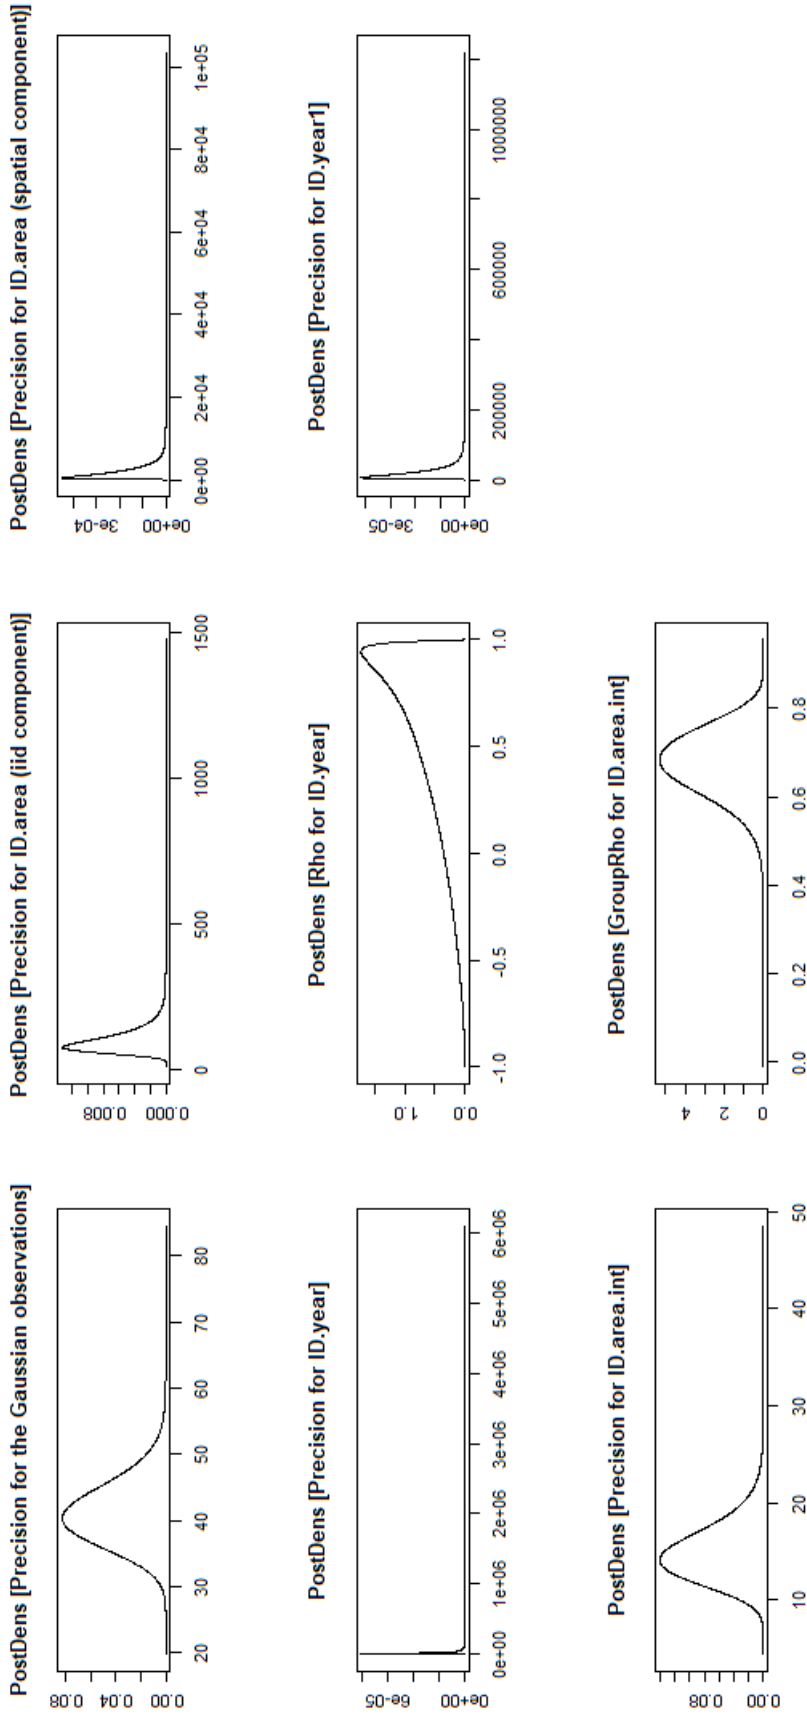 PostDens [Precision for the Gaussian observations]
0.00 0.04 0.08
20 30 40 50 60 70 80
PostDens [Precision for ID.area (iid component)]
0.000 0.008
0 500 1000 1500
PostDens [Precision for ID.area (spatial component)]
0e+00 3e-04
0e+00 2e+04 4e+04 6e+04 8e+04 1e+05
PostDens [Precision for ID.year]
0e+00 6e-05
0e+00 1e+06 2e+06 3e+06 4e+06 5e+06 6e+06
PostDens [Rho for ID.year]
0.0 1.0
-1.0 -0.5 0.0 0.5 1.0
PostDens [Precision for ID.year1]
0e+00 3e-05
0 200000 600000 1000000
PostDens [Precision for ID.area.int]
0.00 0.08
10 20 30 40 50
PostDens [GroupRho for ID.area.int]
0 2 4
0.0 0.2 0.4 0.6 0.8